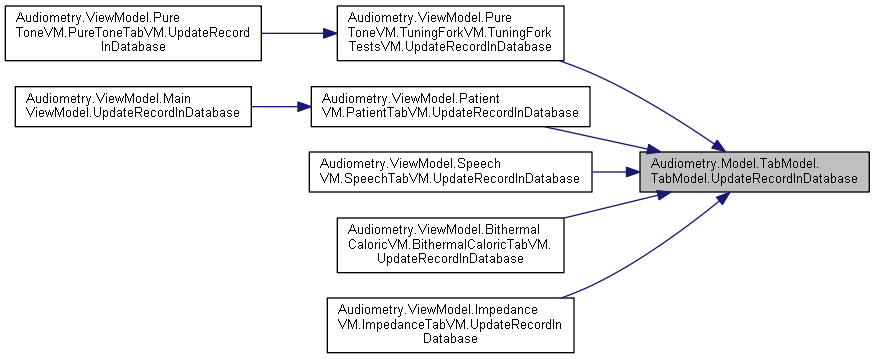 Audiometry.ViewModel.Pure
ToneVM.PureToneTabVM.UpdateRecord
InDatabase
Audiometry.ViewModel.Pure
ToneVM.TuningForkVM.TuningFork
TestsVM.UpdateRecordInDatabase
Audiometry.ViewModel.Main
ViewModel.UpdateRecordInDatabase
Audiometry.ViewModel.Patient
VM.PatientTabVM.UpdateRecordInDatabase
Audiometry.ViewModel.Speech
VM.SpeechTabVM.UpdateRecordInDatabase
Audiometry.Model.TabModel.
TabModel.UpdateRecordInDatabase
Audiometry.ViewModel.Bithermal
CaloricVM.BithermalCaloricTabVM.
UpdateRecordInDatabase
Audiometry.ViewModel.Impedance
VM.ImpedanceTabVM.UpdateRecordIn
Database